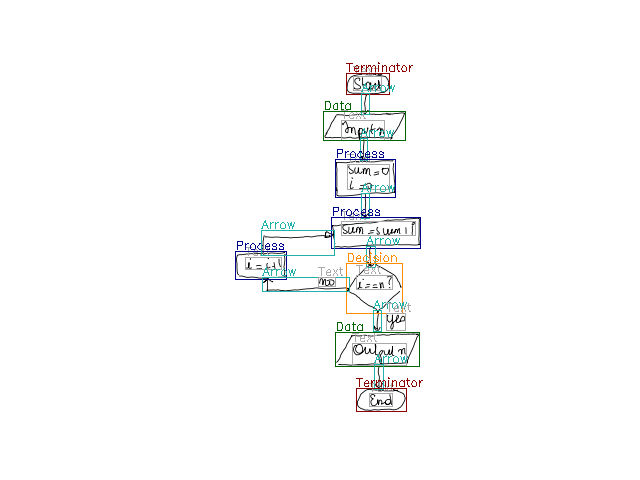 Terminator
Start
Arrow
Data
Text
Input n
Arrow
Process
sum=0
i=0
Arrow
Process
sum=sum+i
Arrow
Arrow
Process
i=i+1
Arrow
Decision
Text
Text
no
i==n?
Arrow
Text
yes
Data
Text
Output n
Arrow
Terminator
End